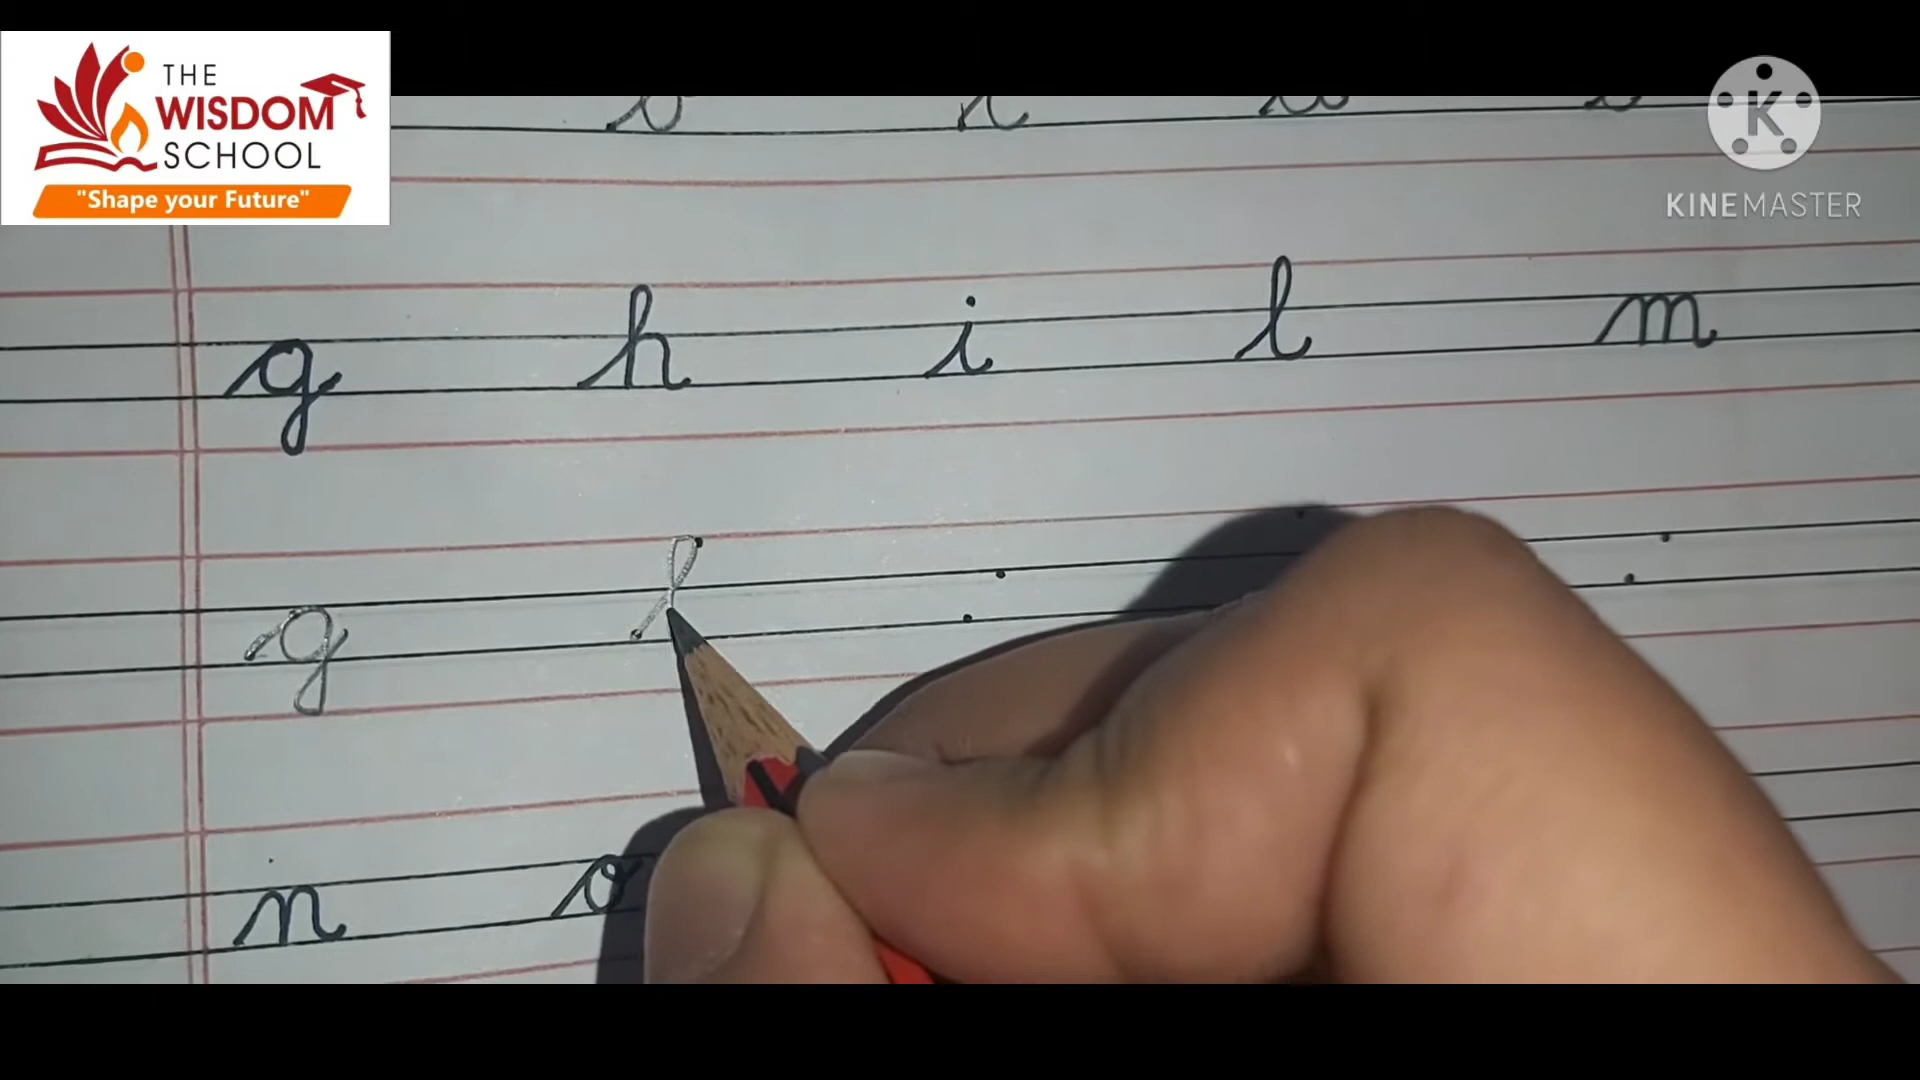 THE
WISDOM
SCHOOL
"Shape your Future"
K
KINEMASTER
v x w
g h i l m
g
n o